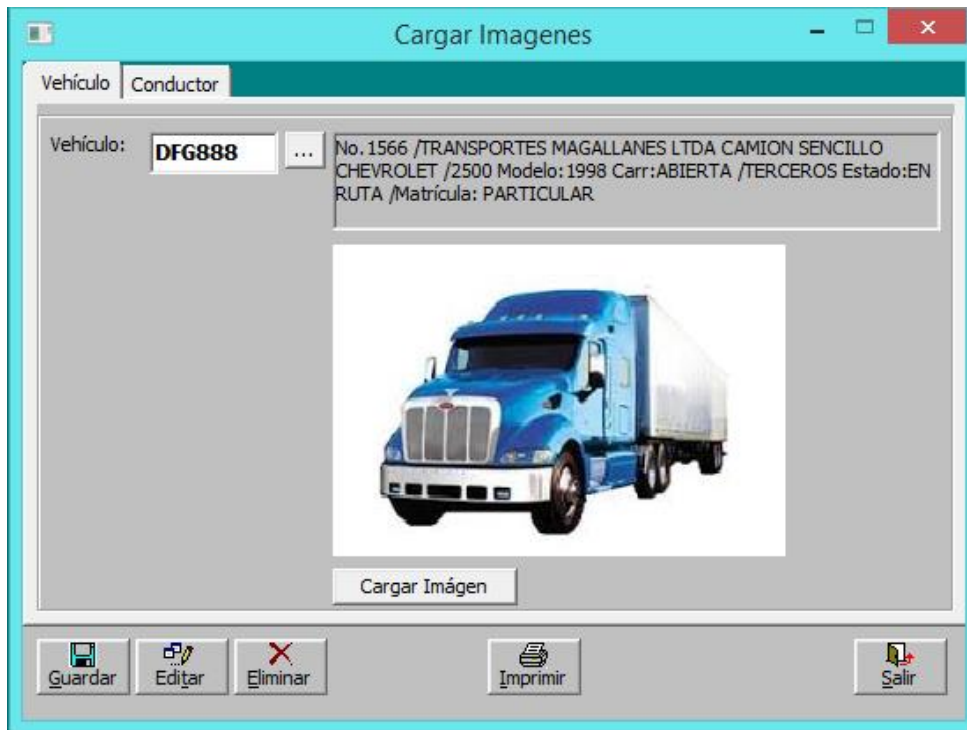 Cargar Imagenes
Vehículo
Conductor
Vehículo:
DFG888
...
No.1566 /TRANSPORTES MAGALLANES LTDA CAMION SENCILLO
CHEVROLET /2500 Modelo:1998 Carr:ABIERTA /TERCEROS Estado:EN
RUTA /Matrícula: PARTICULAR
Cargar Imágen
Guardar
Editar
Eliminar
Imprimir
Salir